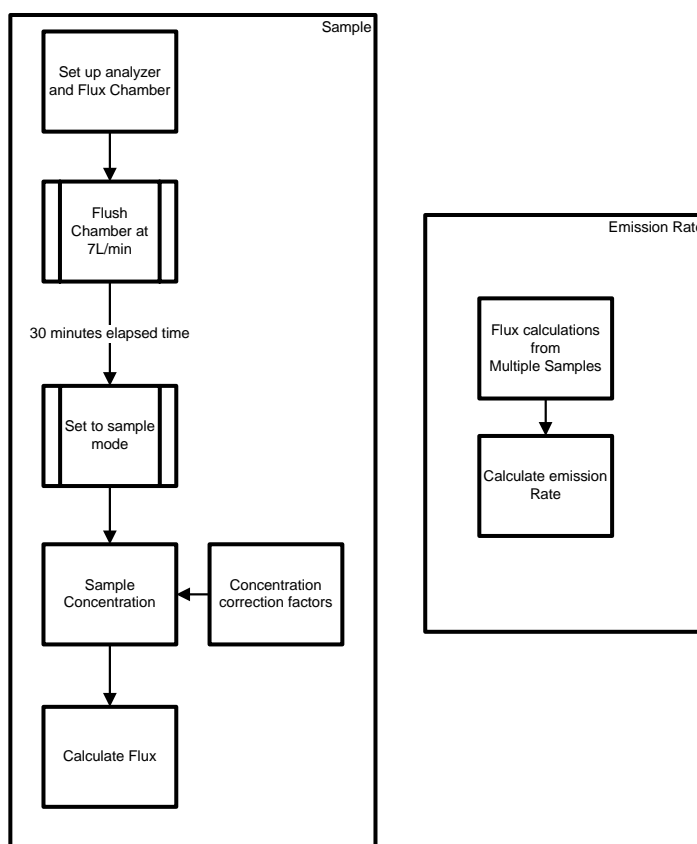 Sample
Set up analyzer
and Flux Chamber
Flush
Chamber at
7L/min
30 minutes elapsed time
Set to sample
mode
Sample
Concentration
Concentration
correction factors
Calculate Flux
Emission Rate
Flux calculations
from
Multiple Samples
Calculate emission
Rate